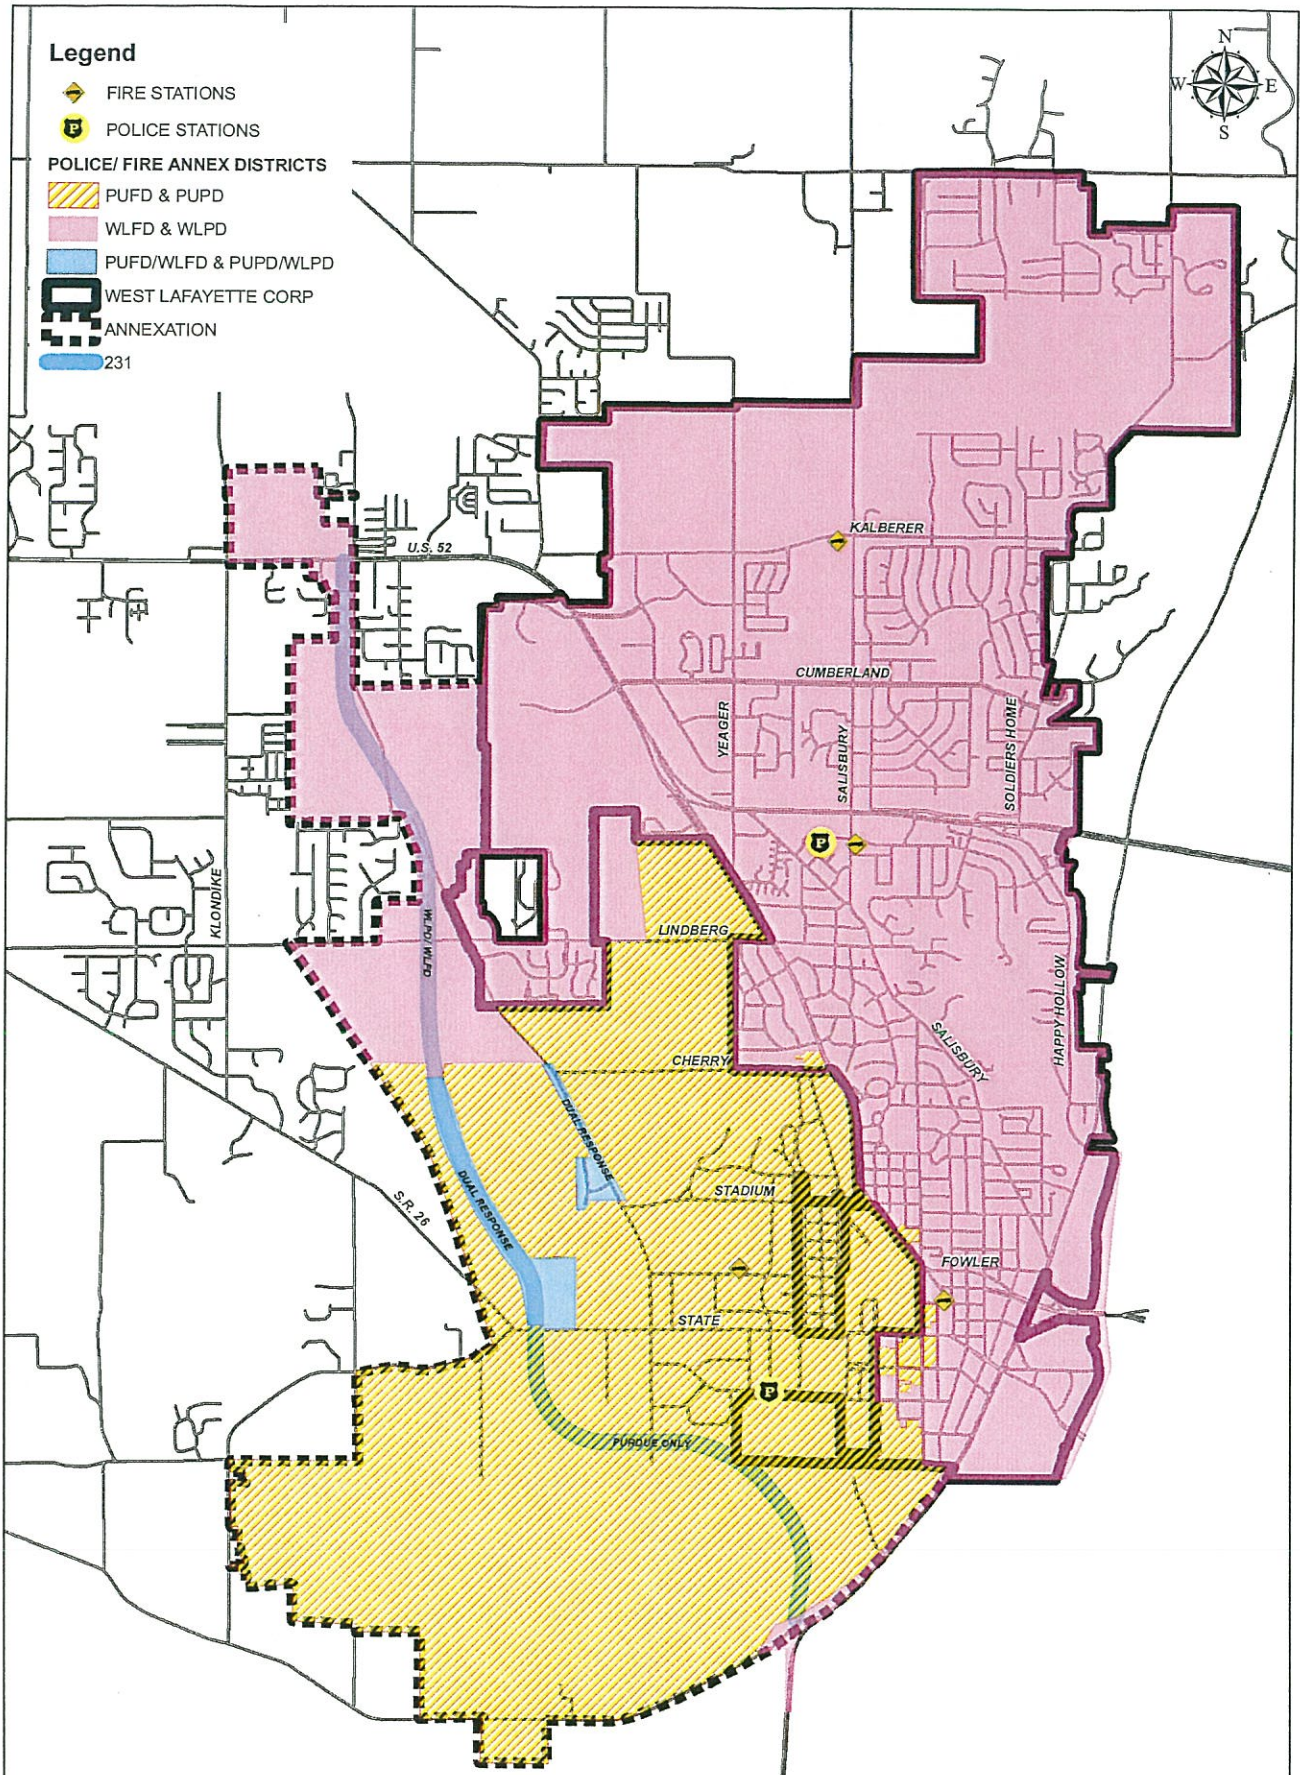 Legend
FIRE STATIONS
P POLICE STATIONS
POLICE/ FIRE ANNEX DISTRICTS
PUFD & PUPD
WLFD & WLPD
PUFD/WLFD & PUPD/WLPD
WEST LAFAYETTE CORP
ANNEXATION
231
N
W E
S
KALBERER
U.S. 52
CUMBERLAND
YEAGER
SALISBURY
SOLDIERS HOME
P
KLONDIKE
WLPD/ WLFD
LINDBERG
HAPPY HOLLOW
SALISBURY
CHERRY
DUAL RESPONSE
DUAL RESPONSE
STADIUM
S.R. 26
FOWLER
STATE
P
PURDUE ONLY